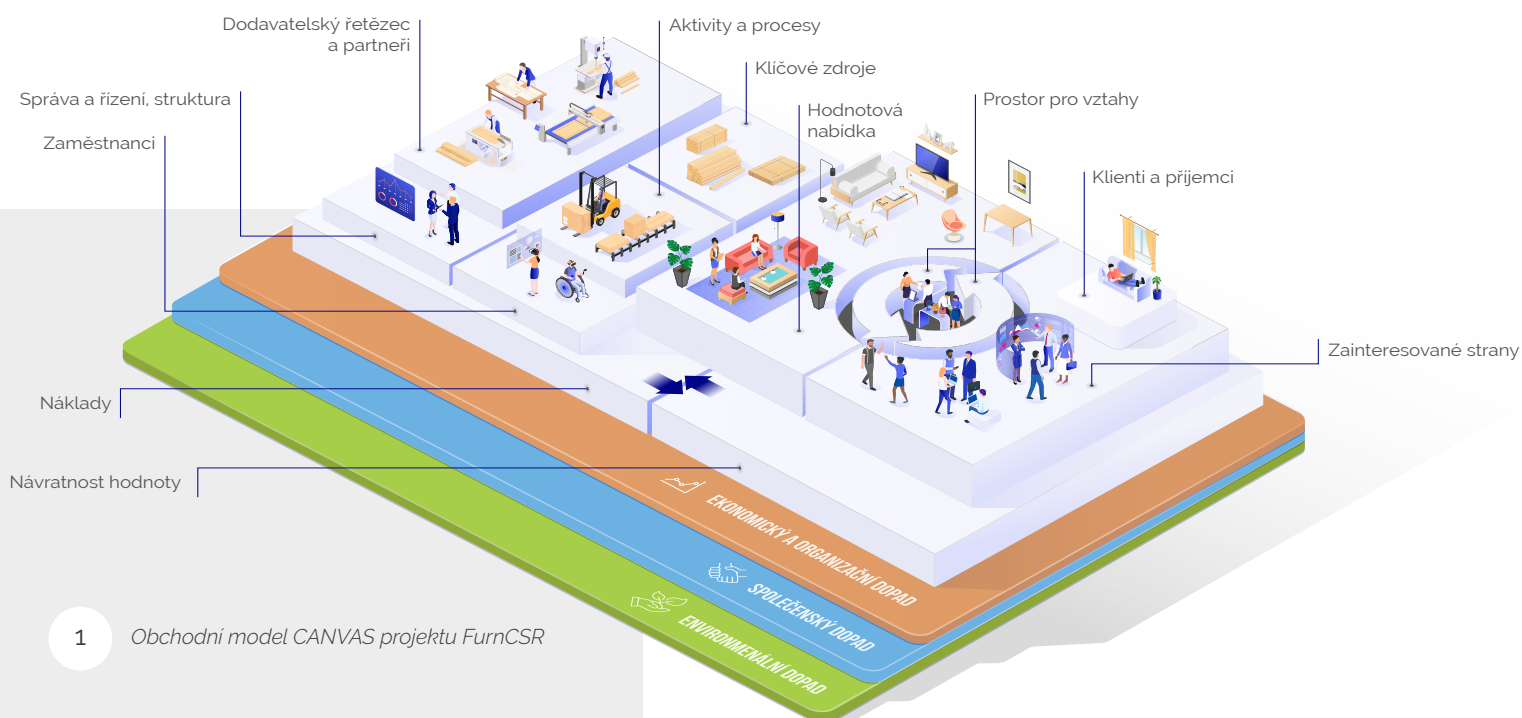 Dodavatelský řetězec
a partneři
Aktivity a procesy
Klíčové zdroje
Správa a řízení, struktura
Hodnotová
nabídka
Prostor pro vztahy
Zaměstnanci
Klienti a příjemci
Zainteresované strany
Náklady
Návratnost hodnoty
EKONOMICKÝ A ORGANIZAČNÍ DOPAD
SPOLEČENSKÝ DOPAD
ENVIRONMENÁLNÍ DOPAD
1
Obchodní model CANVAS projektu FurnCSR